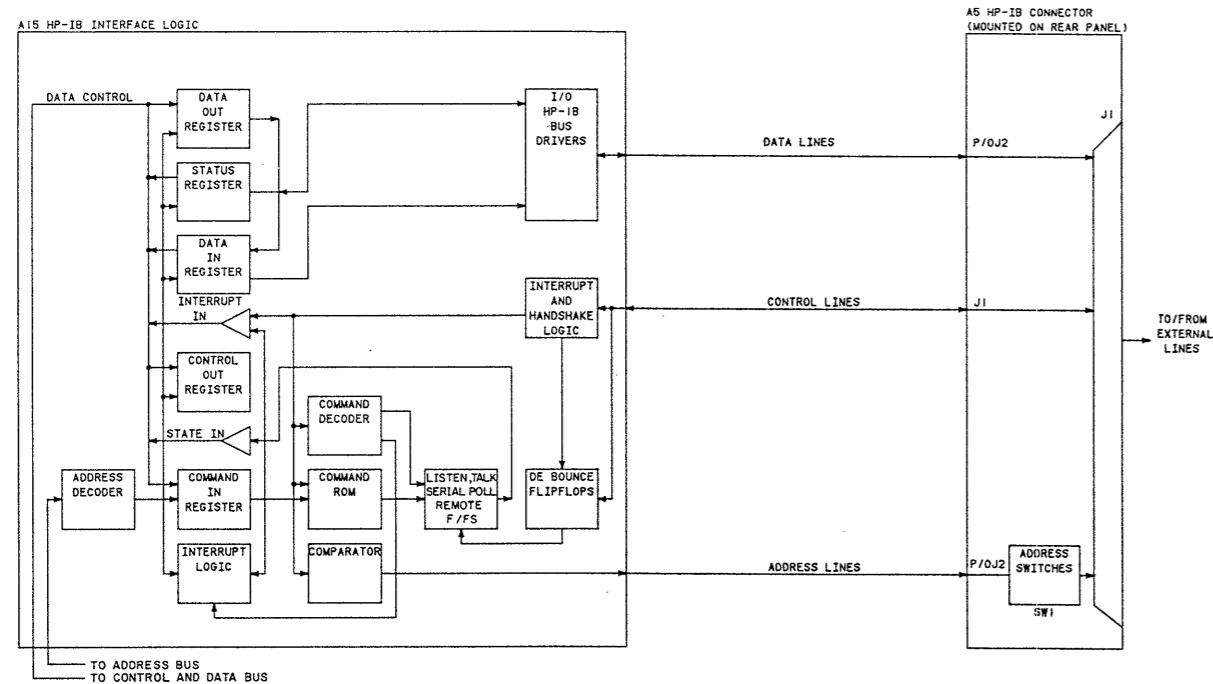 A15 HP-IB INTERFACE LOGIC
A5 HP-IB CONNECTOR
(MOUNTED ON REAR PANEL)
DATA CONTROL
DATA
OUT
REGISTER
I/O
HP-IB
BUS
DRIVERS
J1
DATA LINES
P/OJ2
STATUS
REGISTER
DATA
IN
REGISTER
INTERRUPT
IN
INTERRUPT
AND
HANDSHAKE
LOGIC
CONTROL LINES
J1
TO/FROM
EXTERNAL
LINES
CONTROL
OUT
REGISTER
COMMAND
DECODER
STATE IN
ADDRESS
DECODER
COMMAND
IN
REGISTER
COMMAND
ROM
LISTEN,TALK
SERIAL POLL
REMOTE
F/FS
DE BOUNCE
FLIPFLOPS
INTERRUPT
LOGIC
COMPARATOR
ADDRESS LINES
P/OJ2
ADDRESS
SWITCHES
SW1
TO ADDRESS BUS
TO CONTROL AND DATA BUS